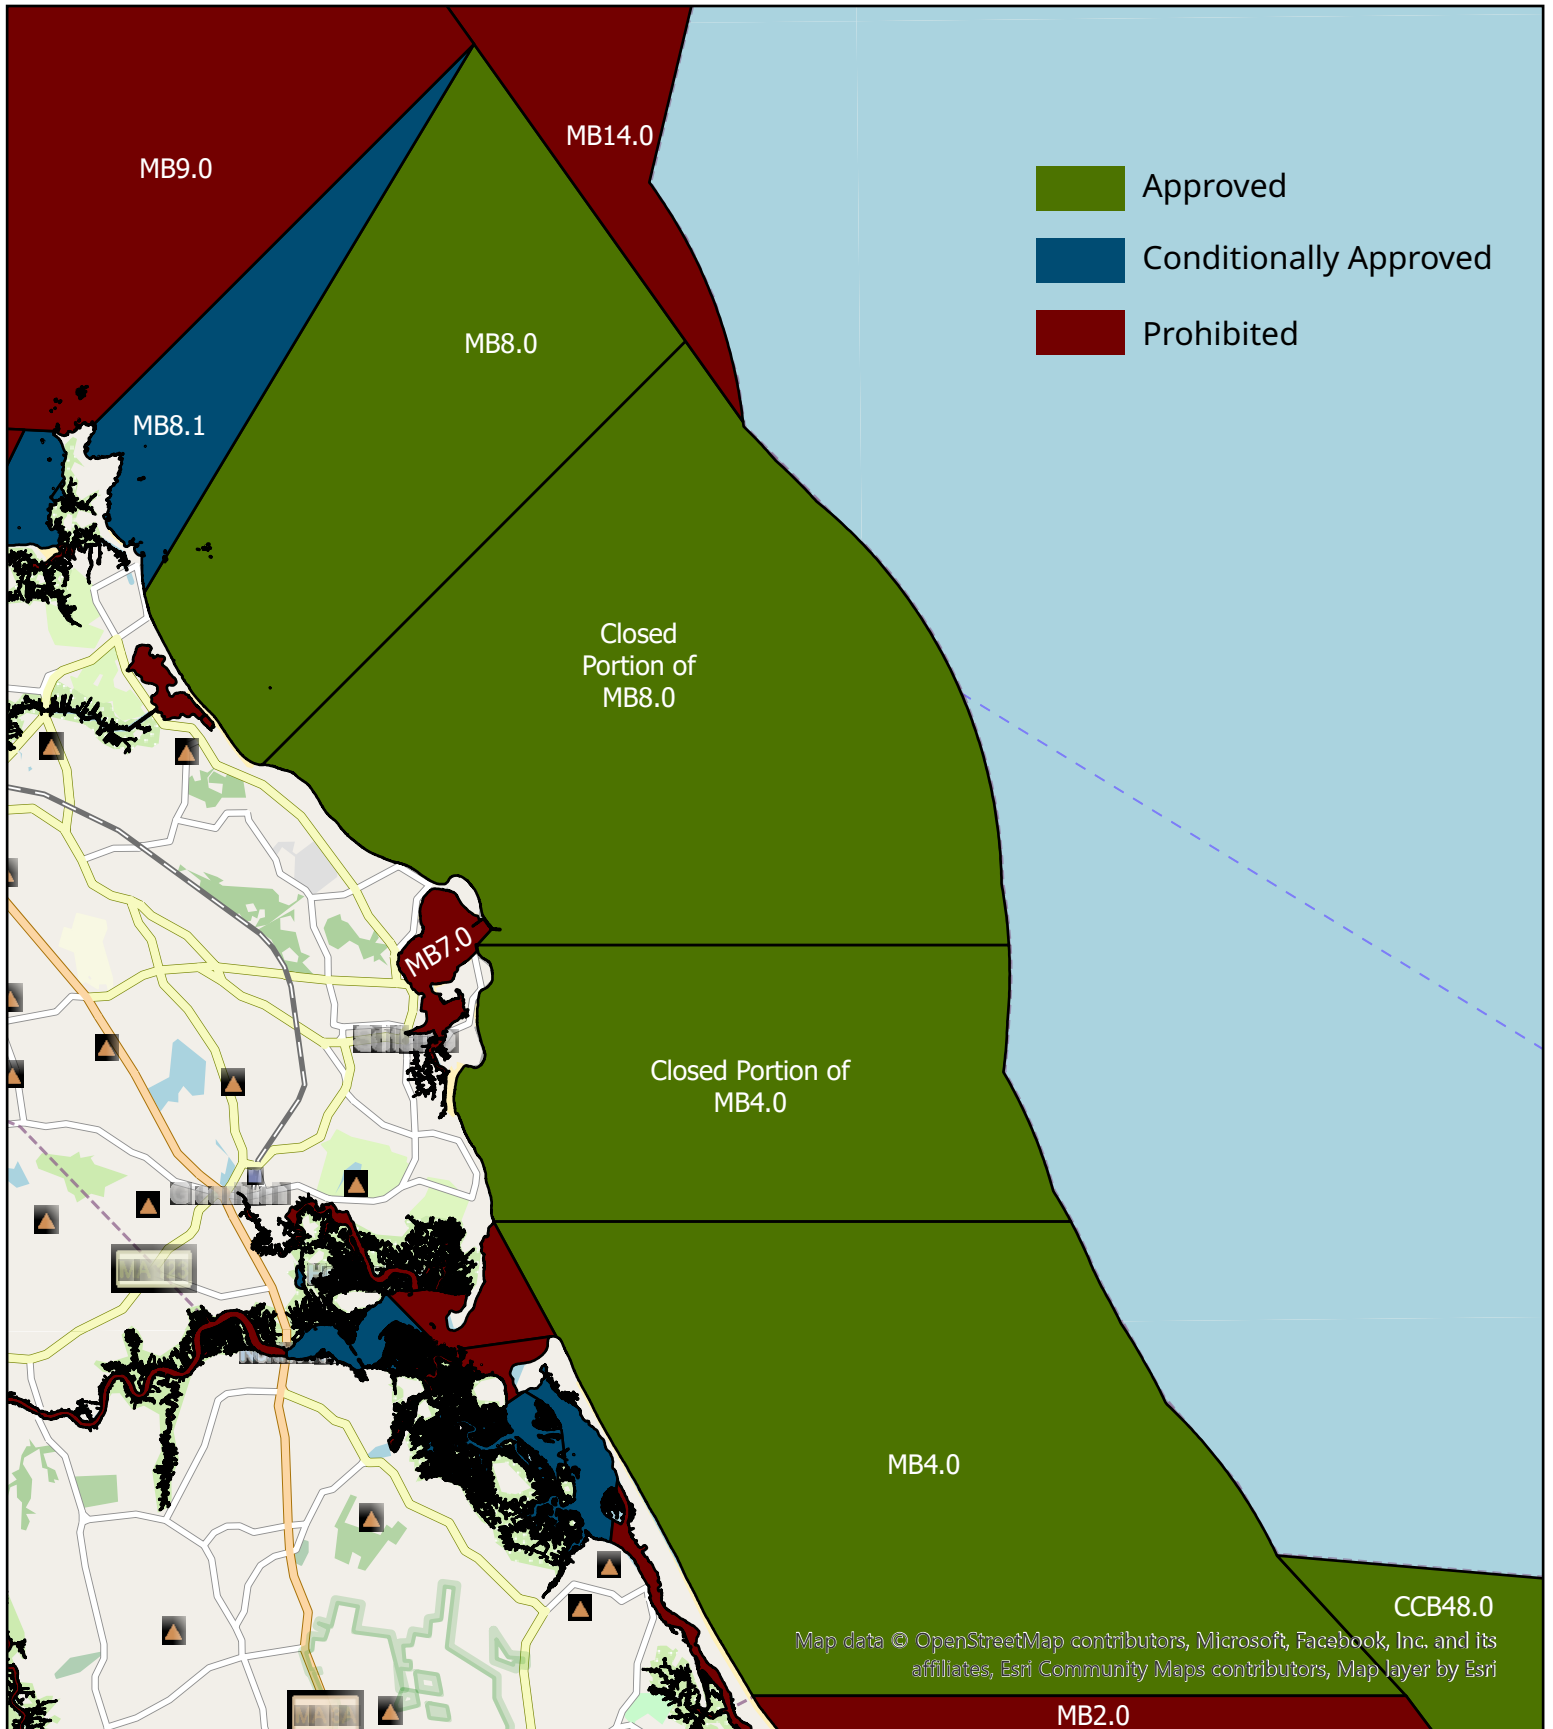 MB14.0
MB9.0
Approved
Conditionally Approved
Prohibited
MB8.0
MB8.1
Closed
Portion of
MB8.0
MB7.0
Closed Portion of
MB4.0
MB4.0
CCB48.0
Map data © OpenStreetMap contributors, Microsoft, Facebook, Inc. and its
affiliates, Esri Community Maps contributors, Map layer by Esri
MB2.0